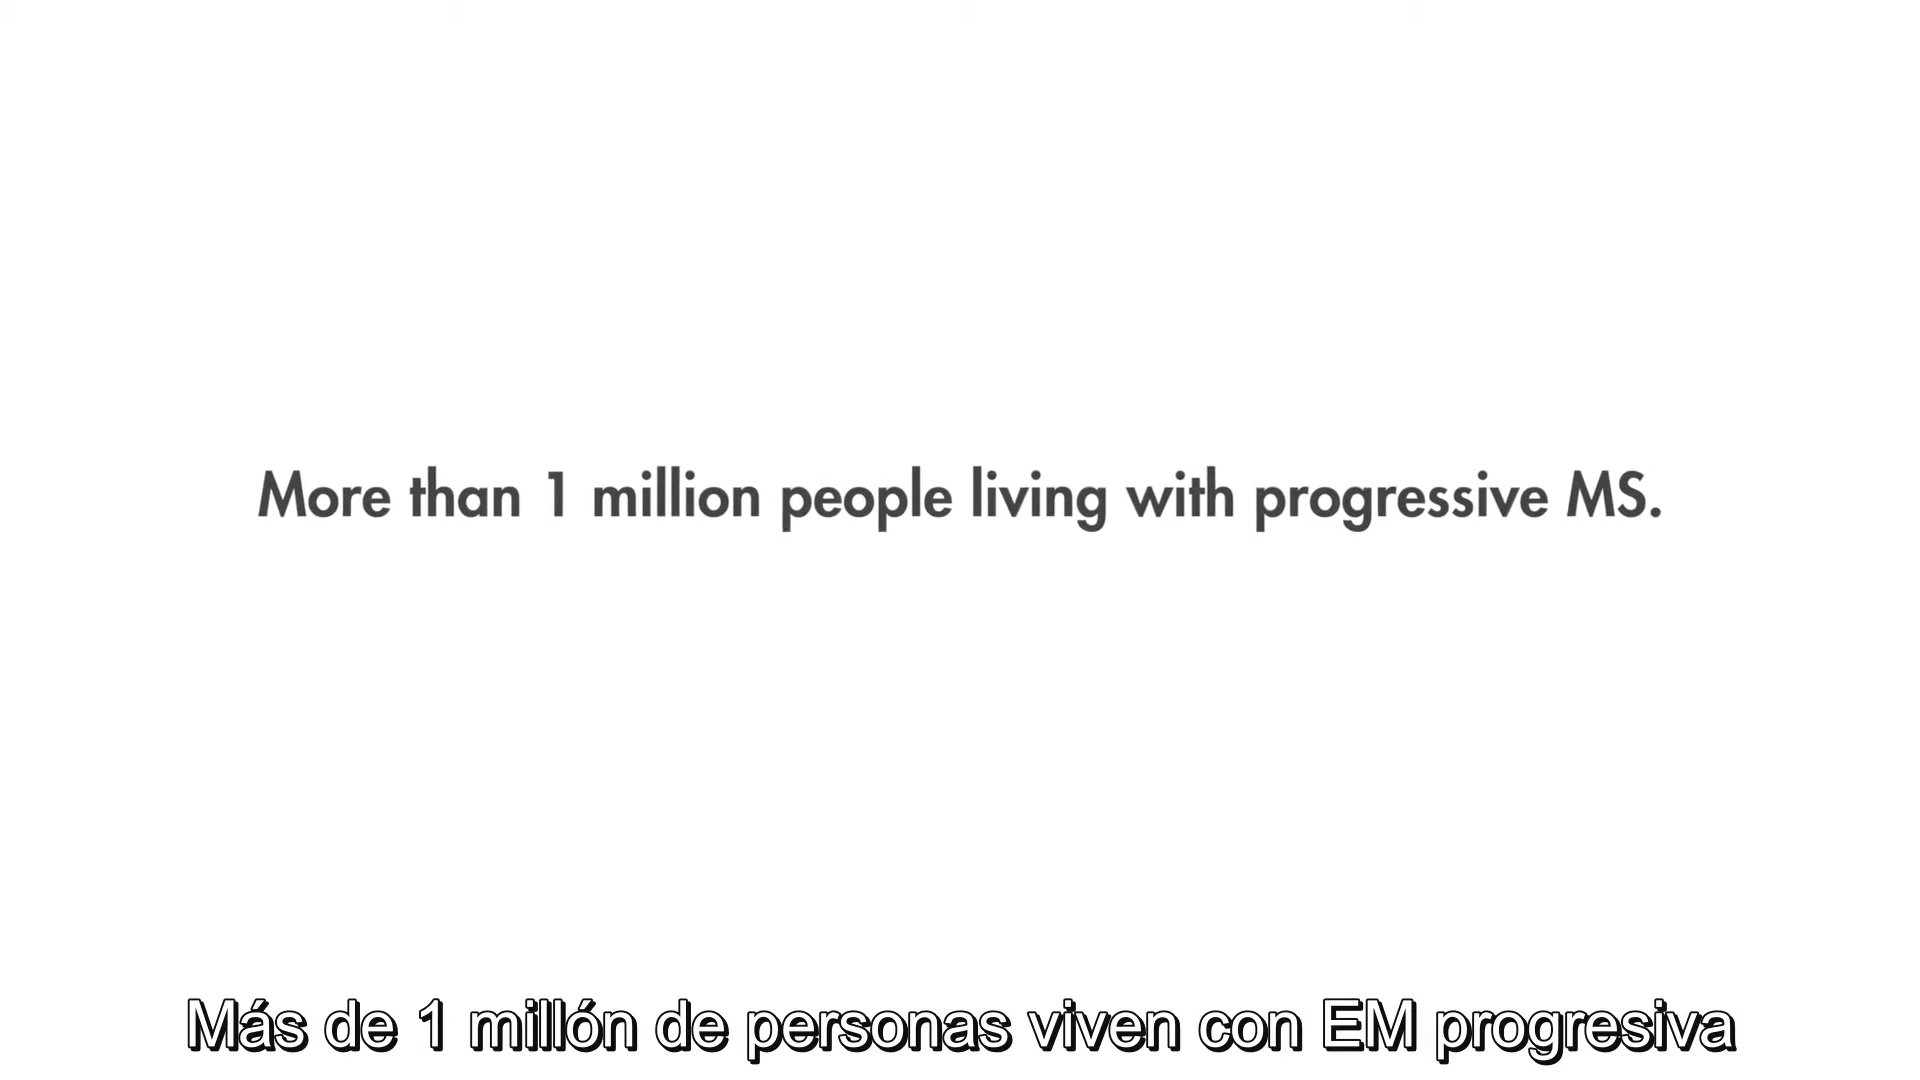 More than 1 million people living with progressive MS.
Más de 1 millón de personas viven con EM progresiva